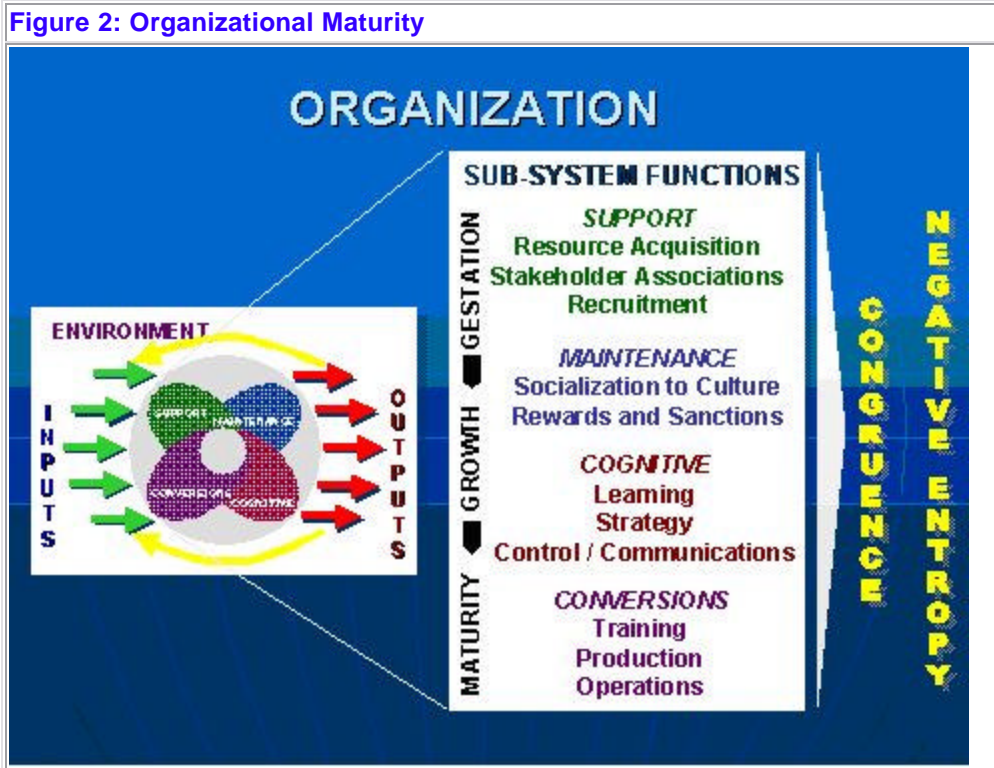 Figure 2: Organizational Maturity
ORGANIZATION
ENVIRONMENT
INPUTS
SUPPORT
MAINTENANCE
CONVERSIONS
COGNITIVE
OUTPUTS
SUB-SYSTEM FUNCTIONS
GESTATION
GROWTH
MATURITY
SUPPORT
Resource Acquisition
Stakeholder Associations
Recruitment
MAINTENANCE
Socialization to Culture
Rewards and Sanctions
COGNITIVE
Learning
Strategy
Control / Communications
CONVERSIONS
Training
Production
Operations
CONGRUENCE
NEGATIVE ENTROPY